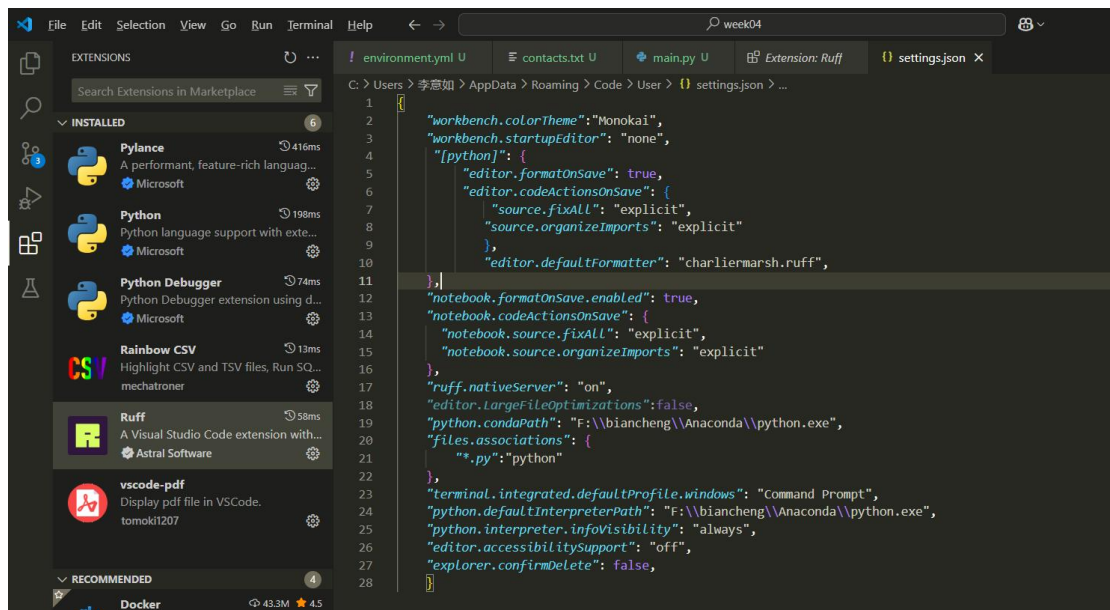 File Edit Selection View Go Run Terminal Help week04
EXTENSIONS
Search Extensions in Marketplace
INSTALLED 6
Pylance 416ms
A performant, feature-rich languag...
Microsoft
Python 198ms
Python language support with exte...
Microsoft
Python Debugger 74ms
Python Debugger extension using d...
Microsoft
Rainbow CSV 13ms
Highlight CSV and TSV files, Run SQ...
mechatroner
Ruff 58ms
A Visual Studio Code extension with...
Astral Software
vscode-pdf
Display pdf file in VSCode.
tomoki1207
RECOMMENDED 4
Docker 43.3M 4.5
3
CSV
! environment.yml U contacts.txt U main.py U Extension: Ruff {} settings.json ×
C: > Users > 李意如 > AppData > Roaming > Code > User > {} settings.json > ...
1 {
2 "workbench.colorTheme":"Monokai",
3 "workbench.startupEditor": "none",
4 "[python]": {
5 "editor.formatOnSave": true,
6 "editor.codeActionsOnSave": {
7 "source.fixAll": "explicit",
8 "source.organizeImports": "explicit"
9 },
10 "editor.defaultFormatter": "charliermarsh.ruff",
11 },
12 "notebook.formatOnSave.enabled": true,
13 "notebook.codeActionsOnSave": {
14 "notebook.source.fixAll": "explicit",
15 "notebook.source.organizeImports": "explicit"
16 },
17 "ruff.nativeServer": "on",
18 "editor.LargeFileOptimizations":false,
19 "python.condaPath": "F:\\biancheng\\Anaconda\\python.exe",
20 "files.associations": {
21 "*.py":"python"
22 },
23 "terminal.integrated.defaultProfile.windows": "Command Prompt",
24 "python.defaultInterpreterPath": "F:\\biancheng\\Anaconda\\python.exe",
25 "python.interpreter.infoVisibility": "always",
26 "editor.accessibilitySupport": "off",
27 "explorer.confirmDelete": false,
28 }